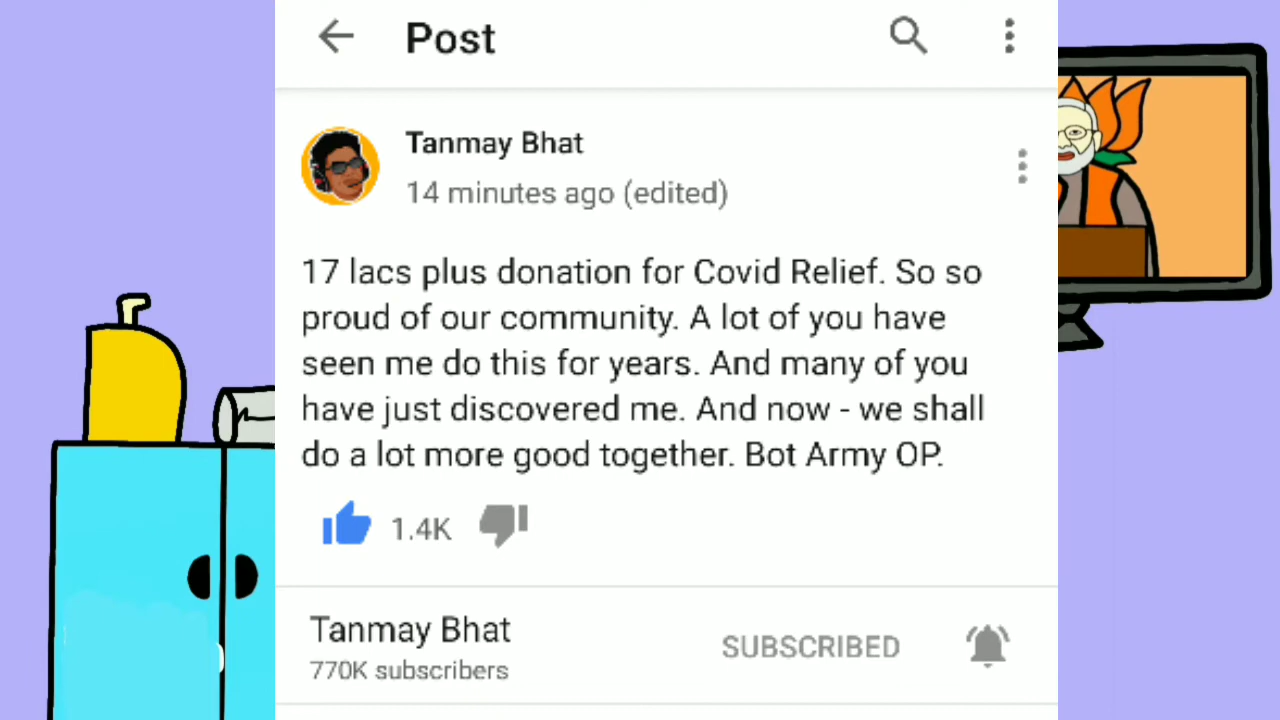 Post
Tanmay Bhat
14 minutes ago (edited)
17 lacs plus donation for Covid Relief. So so
proud of our community. A lot of you have
seen me do this for years. And many of you
have just discovered me. And now - we shall
do a lot more good together. Bot Army OP.
1.4K
Tanmay Bhat
770K subscribers
SUBSCRIBED